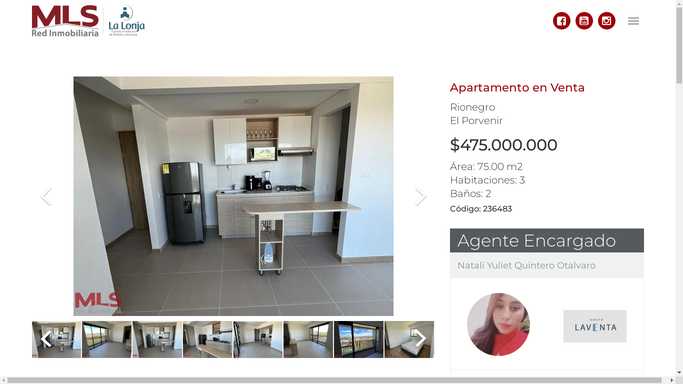 MLS
Red Inmobiliaria
La Lonja
Apartamento en Venta
Rionegro
El Porvenir
$475.000.000
Área: 75.00 m2
Habitaciones: 3
Baños: 2
Código: 236483
MLS
Agente Encargado
Natali Yuliet Quintero Otalvaro
LAVENTA